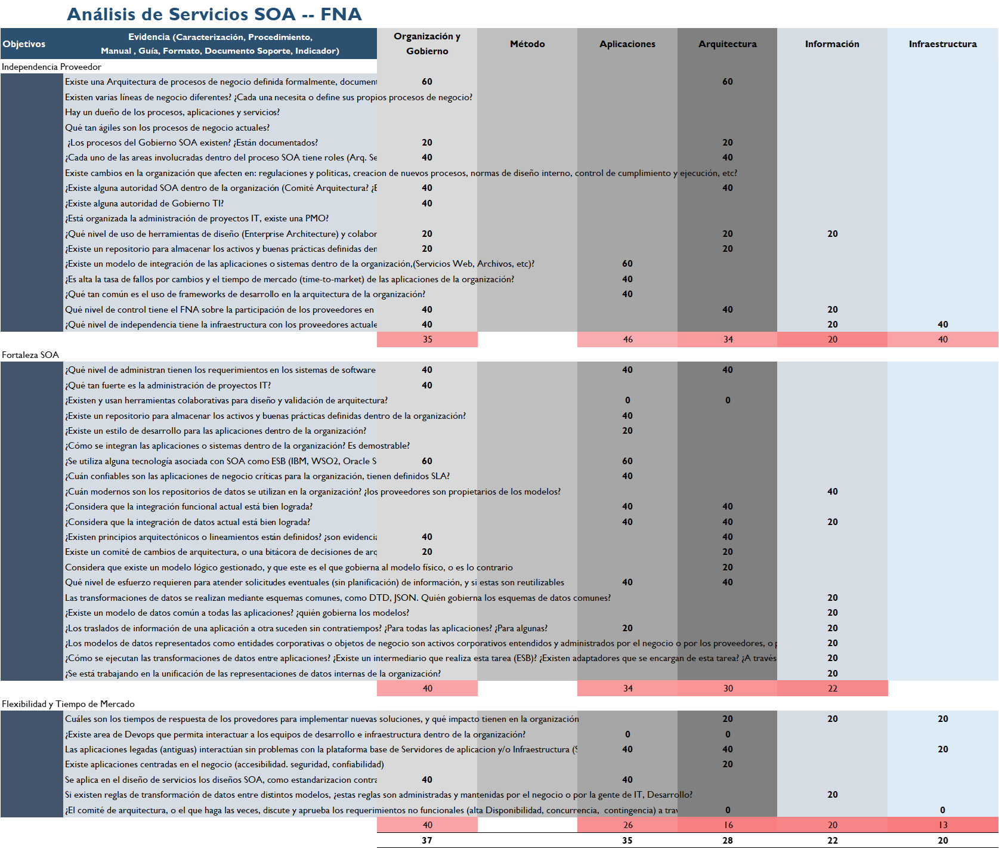 Análisis de Servicios SOA -- FNA
Objetivos Evidencia (Caracterización, Procedimiento, Manual , Guía, Formato, Documento Soporte, Indicador) Organización y Gobierno Método Aplicaciones Arquitectura Información Infraestructura
Independencia Proveedor
Existe una Arquitectura de procesos de negocio definida formalmente, document 60 60
Existen varias líneas de negocio diferentes? ¿Cada una necesita o define sus propios procesos de negocio?
Hay un dueño de los procesos, aplicaciones y servicios?
Qué tan ágiles son los procesos de negocio actuales?
¿Los procesos del Gobierno SOA existen? ¿Están documentados? 20 20
¿Cada uno de las areas involucradas dentro del proceso SOA tiene roles (Arq. Se 40 40
Existe cambios en la organización que afecten en: regulaciones y politicas, creacion de nuevos procesos, normas de diseño interno, control de cumplimiento y ejecución, etc?
¿Existe alguna autoridad SOA dentro de la organización (Comité Arquitectura? ¿E 40 40
¿Existe alguna autoridad de Gobierno TI? 40
¿Está organizada la administración de proyectos IT, existe una PMO?
¿Qué nivel de uso de herramientas de diseño (Enterprise Architecture) y colabor 20 20 20
¿Existe un repositorio para almacenar los activos y buenas prácticas definidas den 20 20
¿Existe un modelo de integración de las aplicaciones o sistemas dentro de la organización,(Servicios Web, Archivos, etc)? 60
¿Es alta la tasa de fallos por cambios y el tiempo de mercado (time-to-market) de las aplicaciones de la organización? 40
¿Qué tan común es el uso de frameworks de desarrollo en la arquitectura de la organización? 40
Qué nivel de control tiene el FNA sobre la participación de los proveedores en 40 40 20
¿Qué nivel de independencia tiene la infraestructura con los proveedores actuale 40 20 40
35 46 34 20 40
Fortaleza SOA
¿Qué nivel de administran tienen los requerimientos en los sistemas de software 40 40 40
¿Qué tan fuerte es la administración de proyectos IT? 40
¿Existen y usan herramientas colaborativas para diseño y validación de arquitectura? 0 0
¿Existe un repositorio para almacenar los activos y buenas prácticas definidas dentro de la organización? 40
¿Existe un estilo de desarrollo para las aplicaciones dentro de la organización? 20
¿Cómo se integran las aplicaciones o sistemas dentro de la organización? Es demostrable?
¿Se utiliza alguna tecnología asociada con SOA como ESB (IBM, WSO2, Oracle S 60 60
¿Cuán confiables son las aplicaciones de negocio críticas para la organización, tienen definidos SLA? 40
¿Cuán modernos son los repositorios de datos se utilizan en la organización? ¿los proveedores son propietarios de los modelos? 40
¿Considera que la integración funcional actual está bien lograda? 40 40
¿Considera que la integración de datos actual está bien lograda? 40 40 20
¿Existen principios arquitectónicos o lineamientos están definidos? ¿son evidencia 40 40
Existe un comité de cambios de arquitectura, o una bitácora de decisiones de arq 20 20
Considera que existe un modelo lógico gestionado, y que este es el que gobierna al modelo físico, o es lo contrario 20
Qué nivel de esfuerzo requieren para atender solicitudes eventuales (sin planificación) de información, y si estas son reutilizables 40 40
Las transformaciones de datos se realizan mediante esquemas comunes, como DTD, JSON. Quién gobierna los esquemas de datos comunes? 20
¿Existe un modelo de datos común a todas las aplicaciones? ¿quién gobierna los modelos? 20
¿Los traslados de información de una aplicación a otra suceden sin contratiempos? ¿Para todas las aplicaciones? ¿Para algunas? 20 20
¿Los modelos de datos representados como entidades corporativas o objetos de negocio son activos corporativos entendidos y administrados por el negocio o por los proveedores, o p 20
¿Cómo se ejecutan las transformaciones de datos entre aplicaciones? ¿Existe un intermediario que realiza esta tarea (ESB)? ¿Existen adaptadores que se encargan de esta tarea? ¿A través 20
¿Se está trabajando en la unificación de las representaciones de datos internas de la organización? 20
40 34 30 22
Flexibilidad y Tiempo de Mercado
Cuáles son los tiempos de respuesta de los provedores para implementar nuevas soluciones, y qué impacto tienen en la organización 20 20 20
¿Existe area de Devops que permita interactuar a los equipos de desarrollo e infraestructura dentro de la organización? 0 0
Las aplicaciones legadas (antiguas) interactúan sin problemas con la plataforma base de Servidores de aplicacion y/o Infraestructura (S 40 40 20
Existe aplicaciones centradas en el negocio (accesibilidad. seguridad, confiabilidad) 20
Se aplica en el diseño de servicios los diseños SOA, como estandarizacion contra 40 40
Si existen reglas de transformación de datos entre distintos modelos, ¿estas reglas son administradas y mantenidas por el negocio o por la gente de IT, Desarrollo? 20
¿El comité de arquitectura, o el que haga las veces, discute y aprueba los requerimientos no funcionales (alta Disponibilidad, concurrencia, contingencia) a trav 0 0
40 26 16 20 13
37 35 28 22 20